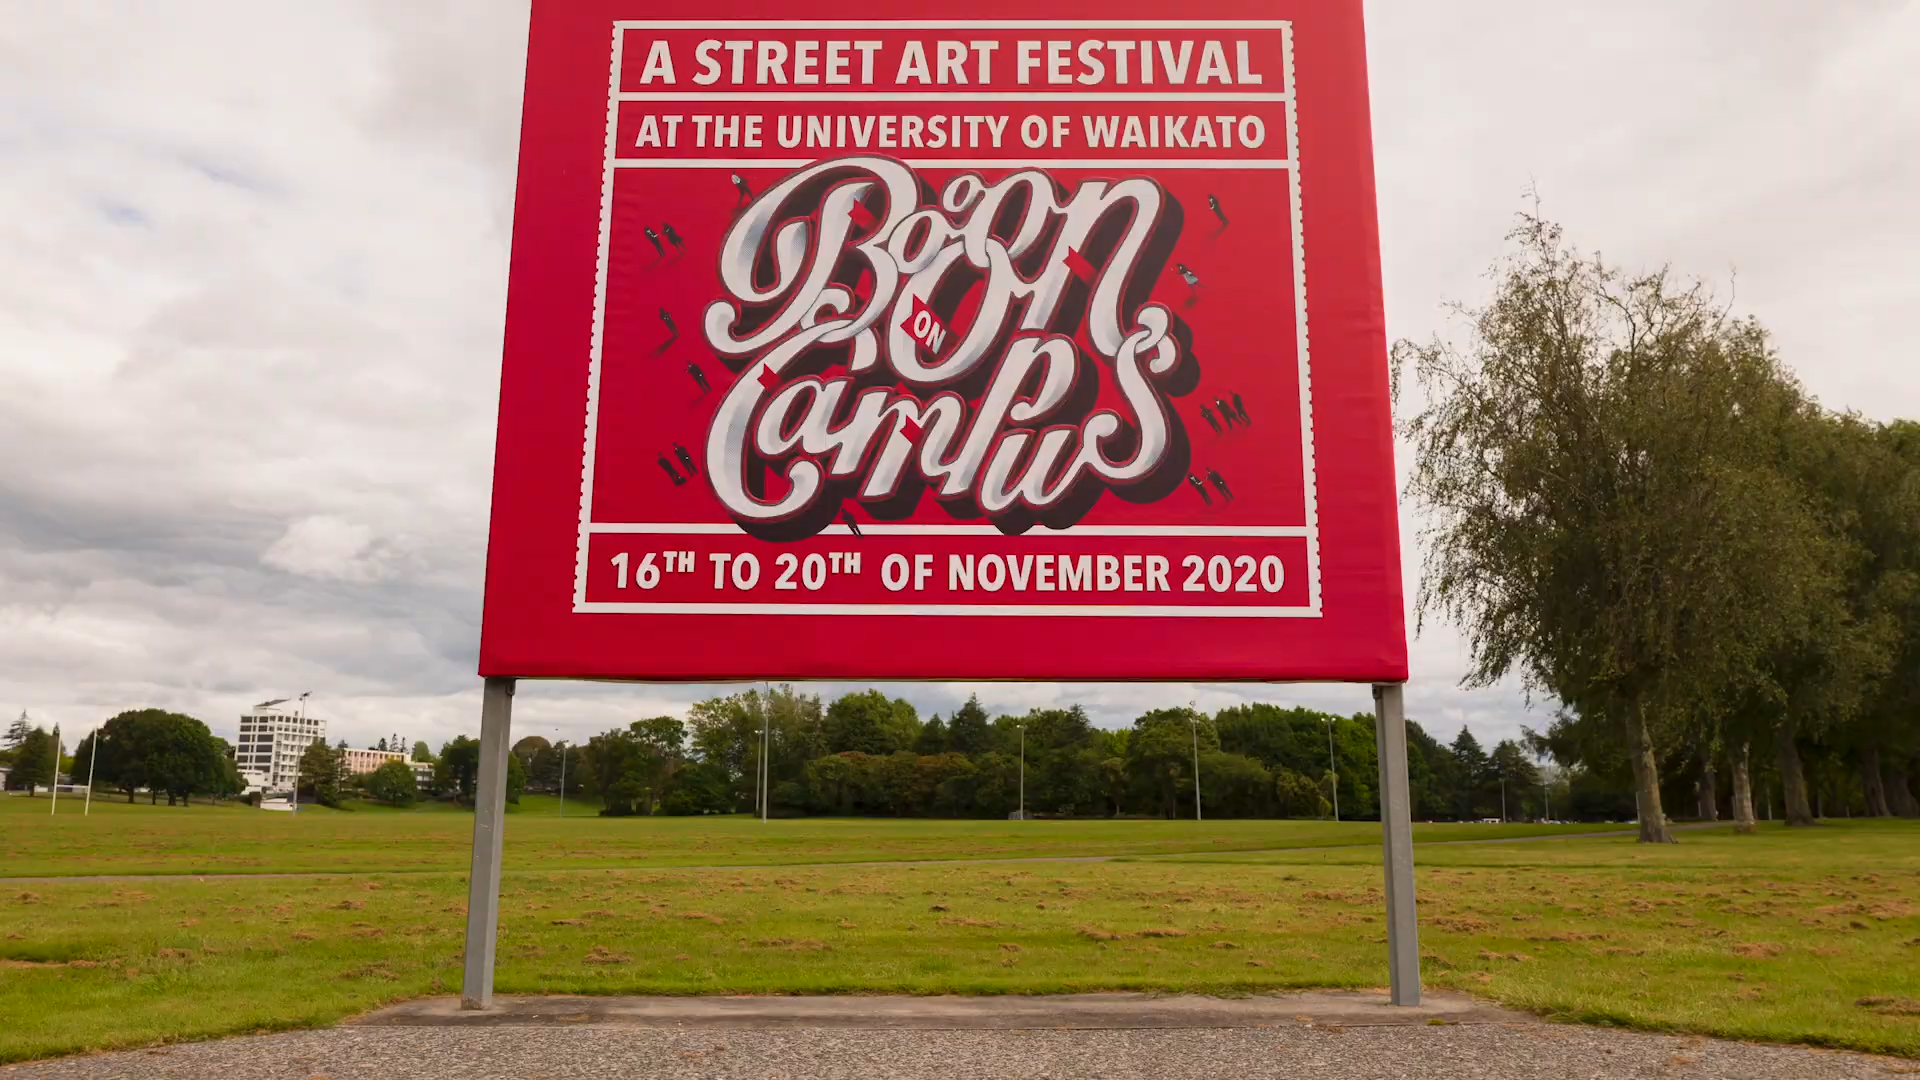 A STREET ART FESTIVAL
AT THE UNIVERSITY OF WAIKATO
Boon
ON
Campus
16TH TO 20TH OF NOVEMBER 2020